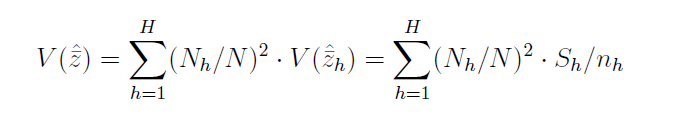 $V(\hat{\bar{z}}) = \sum_{h=1}^{H} (N_h/N)^2 \cdot V(\hat{\bar{z}}_h) = \sum_{h=1}^{H} (N_h/N)^2 \cdot S_h/n_h$